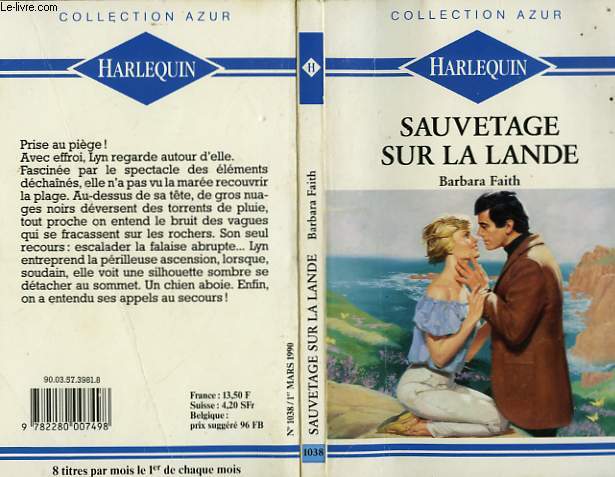 Le-livre.com
COLLECTION AZUR
HARLEQUIN
Prise au piège !
Avec effroi, Lyn regarde autour d'elle.
Fascinée par le spectacle des éléments
déchaînés, elle n'a pas vu la marée recouvrir
la plage. Au-dessus de sa tête, de gros nua-
ges noirs déversent des torrents de pluie,
tout proche on entend le bruit des vagues
qui se fracassent sur les rochers. Son seul
recours : escalader la falaise abrupte... Lyn
entreprend la périlleuse ascension, lorsque,
soudain, elle voit une silhouette sombre se
détacher au sommet. Un chien aboie. Enfin,
on a entendu ses appels au secours !
90.03.57.3981.8
9 782280 007498
France : 13,50 F
Suisse : 4,20 SFr
Belgique :
prix suggéré 96 FB
8 titres par mois le 1er de chaque mois
H
N° 1038 / 1er MARS 1990
SAUVETAGE SUR LA LANDE Barbara Faith
1038
COLLECTION AZUR
HARLEQUIN
SAUVETAGE
SUR LA LANDE
Barbara Faith